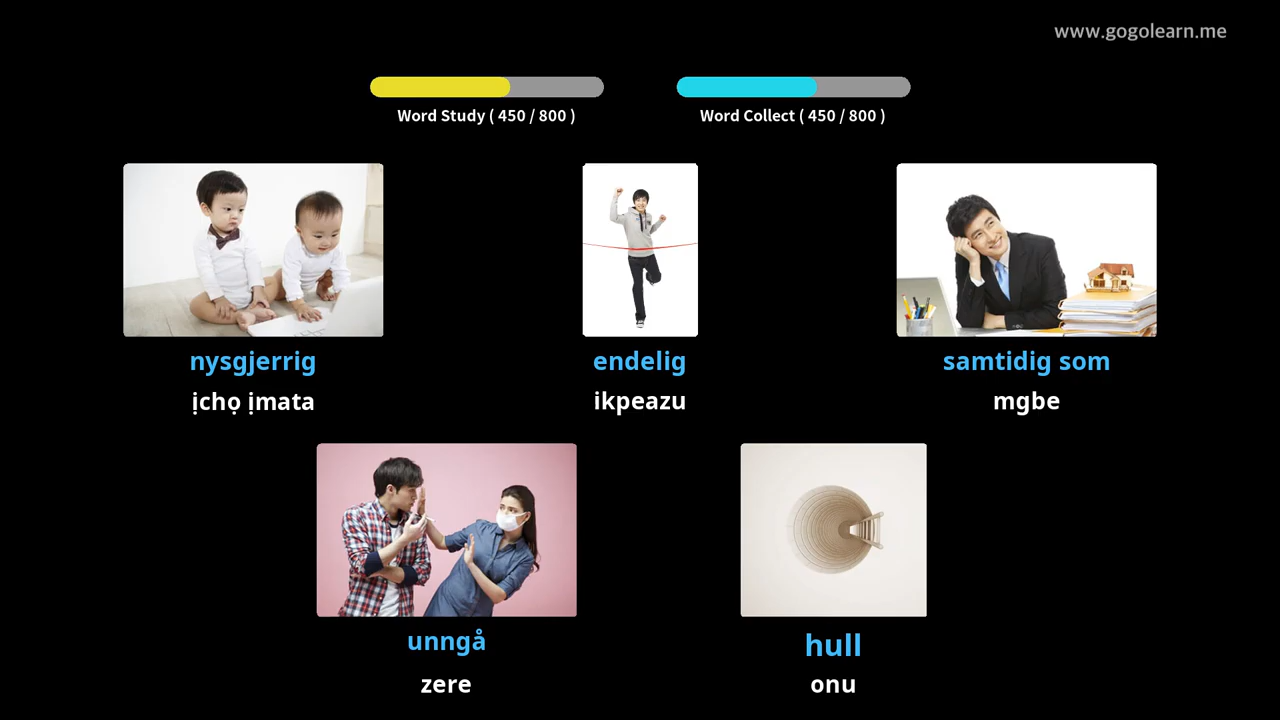 www.gogolearn.me
Word Study ( 450 / 800 )
Word Collect ( 450 / 800 )
nysgjerrig
ịchọ ịmata
endelig
ikpeazu
samtidig som
mgbe
unngå
zere
hull
onu